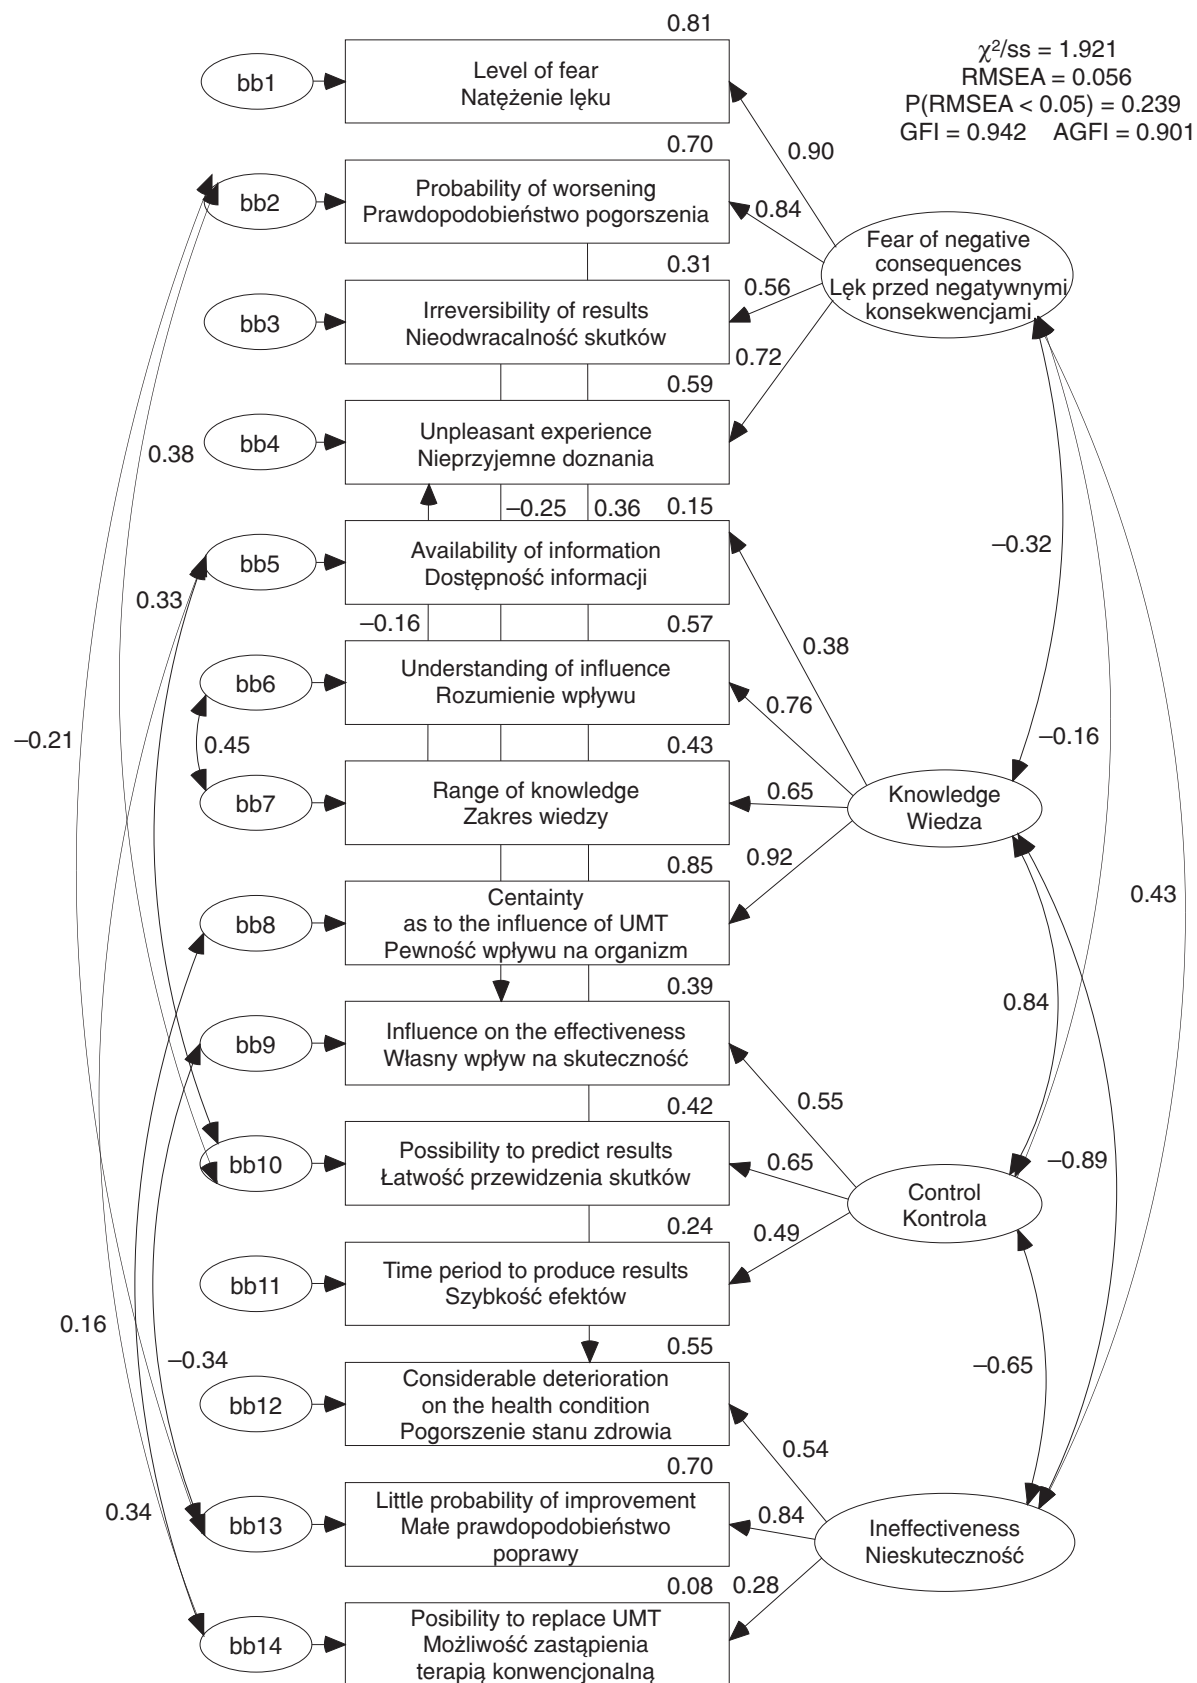 0.81
χ²/ss = 1.921
RMSEA = 0.056
P(RMSEA < 0.05) = 0.239
GFI = 0.942 AGFI = 0.901
bb1
Level of fear
Natężenie lęku
0.90
0.70
bb2
Probability of worsening
Prawdopodobieństwo pogorszenia
0.84
Fear of negative
consequences
Lęk przed negatywnymi
konsekwencjami
0.31
0.56
bb3
Irreversibility of results
Nieodwracalność skutków
0.72
0.59
bb4
Unpleasant experience
Nieprzyjemne doznania
0.38
–0.25
0.36
0.15
–0.32
bb5
Availability of information
Dostępność informacji
0.33
–0.16
0.57
0.38
bb6
Understanding of influence
Rozumienie wpływu
0.76
–0.21
0.45
0.43
–0.16
bb7
Range of knowledge
Zakres wiedzy
0.65
Knowledge
Wiedza
0.85
0.92
0.43
bb8
Centainty
as to the influence of UMT
Pewność wpływu na organizm
0.39
0.84
bb9
Influence on the effectiveness
Własny wpływ na skuteczność
0.55
0.42
bb10
Possibility to predict results
Łatwość przewidzenia skutków
0.65
–0.89
Control
Kontrola
0.24
0.49
bb11
Time period to produce results
Szybkość efektów
0.16
0.55
–0.34
–0.65
bb12
Considerable deterioration
on the health condition
Pogorszenie stanu zdrowia
0.54
0.70
0.34
bb13
Little probability of improvement
Małe prawdopodobieństwo
poprawy
0.84
Ineffectiveness
Nieskuteczność
0.08
0.28
bb14
Posibility to replace UMT
Możliwość zastąpienia
terapią konwencjonalną